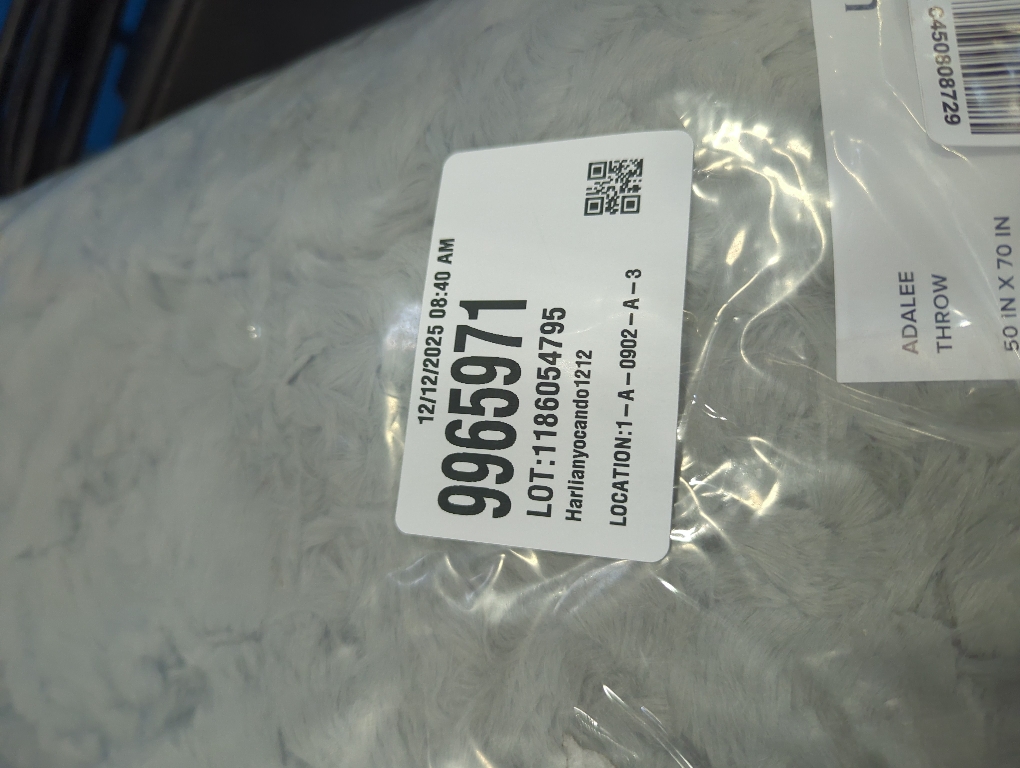 12/12/2025 08:40 AM
9965971
LOT:1186054795
Harlianyocando1212
LOCATION:1-A-0902-A-3
C450808729
ADALEE
THROW
50 IN X 70 IN